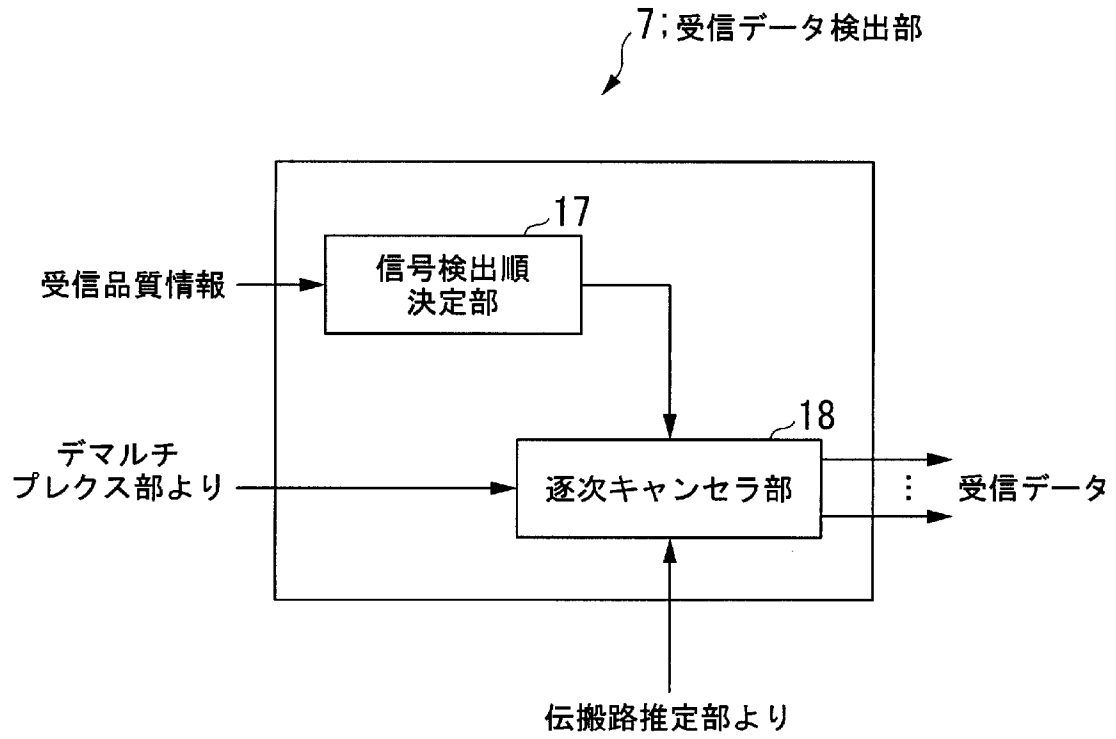 7;受信データ検出部
17
信号検出順
決定部
受信品質情報
18
デマルチ
プレクス部より
逐次キャンセラ部
受信データ
伝搬路推定部より